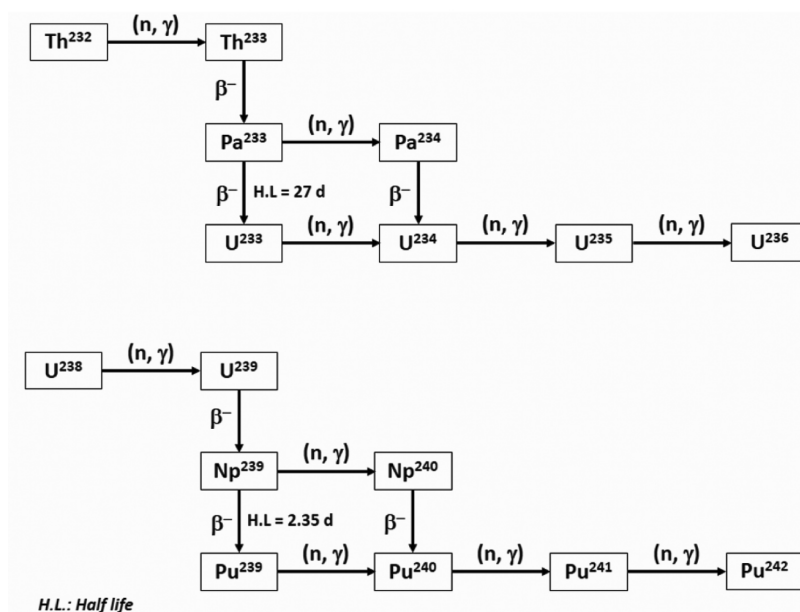 Th²³² (n, γ) Th²³³
β⁻
Pa²³³ (n, γ) Pa²³⁴
β⁻ H.L = 27 d β⁻
U²³³ (n, γ) U²³⁴ (n, γ) U²³⁵ (n, γ) U²³⁶
U²³⁸ (n, γ) U²³⁹
β⁻
Np²³⁹ (n, γ) Np²⁴⁰
β⁻ H.L = 2.35 d β⁻
Pu²³⁹ (n, γ) Pu²⁴⁰ (n, γ) Pu²⁴¹ (n, γ) Pu²⁴²
H.L.: Half life